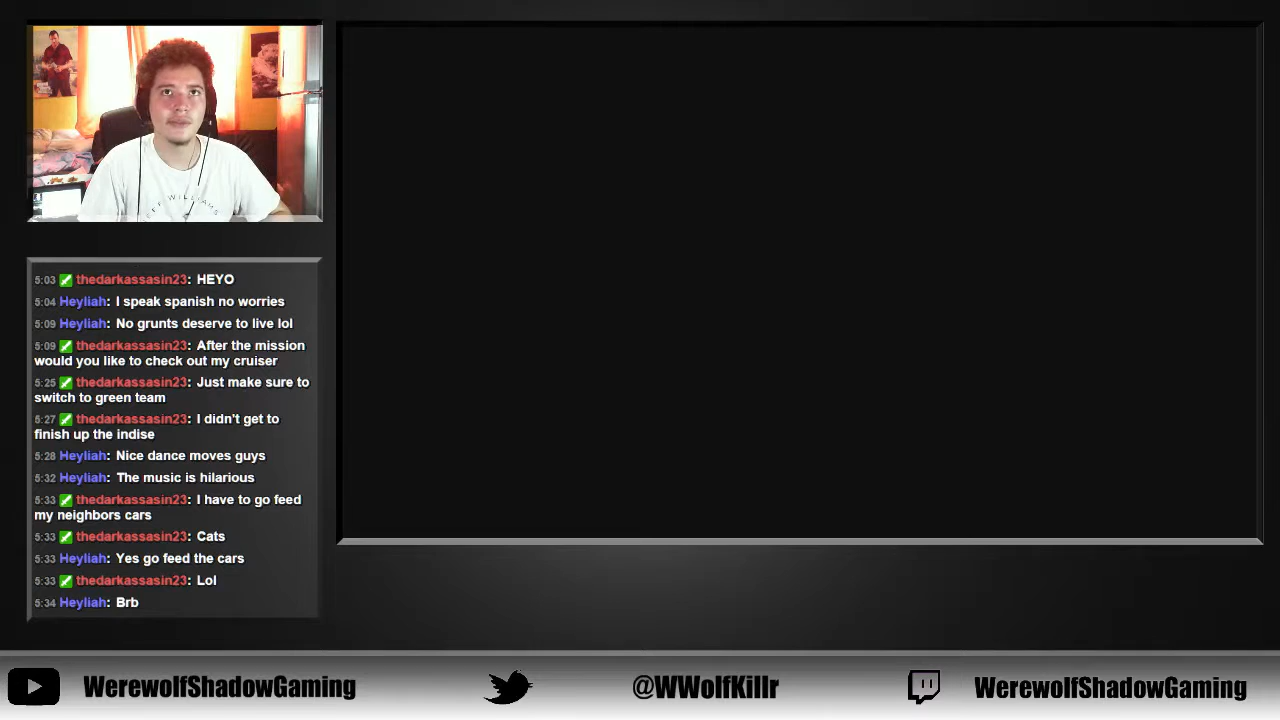 5:03 thedarkassasin23: HEYO
5:04 Heyliah: I speak spanish no worries
5:09 Heyliah: No grunts deserve to live lol
5:09 thedarkassasin23: After the mission
would you like to check out my cruiser
5:25 thedarkassasin23: Just make sure to
switch to green team
5:27 thedarkassasin23: I didn't get to
finish up the indise
5:28 Heyliah: Nice dance moves guys
5:32 Heyliah: The music is hilarious
5:33 thedarkassasin23: I have to go feed
my neighbors cars
5:33 thedarkassasin23: Cats
5:33 Heyliah: Yes go feed the cars
5:33 thedarkassasin23: Lol
5:34 Heyliah: Brb
WerewolfShadowGaming
@WWolfKillr
WerewolfShadowGaming